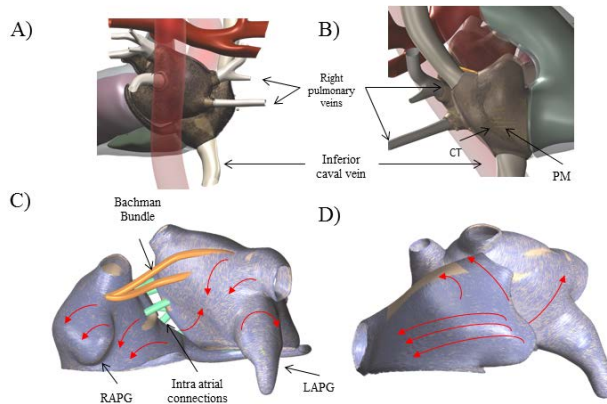 A)
B)
Right
pulmonary
veins
Inferior
caval vein
CT
PM
C)
Bachman
Bundle
D)
RAPG
Intra atrial
connections
LAPG